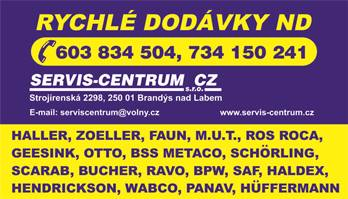 RYCHLÉ DODÁVKY ND
603 834 504, 734 150 241
SERVIS-CENTRUM CZ
s.r.o.
Strojírenská 2298, 250 01 Brandýs nad Labem
E-mail: serviscentrum@volny.cz www.servis-centrum.cz
HALLER, ZOELLER, FAUN, M.U.T., ROS ROCA,
GEESINK, OTTO, BSS METACO, SCHÖRLING,
SCARAB, BUCHER, RAVO, BPW, SAF, HALDEX,
HENDRICKSON, WABCO, PANAV, HÜFFERMANN